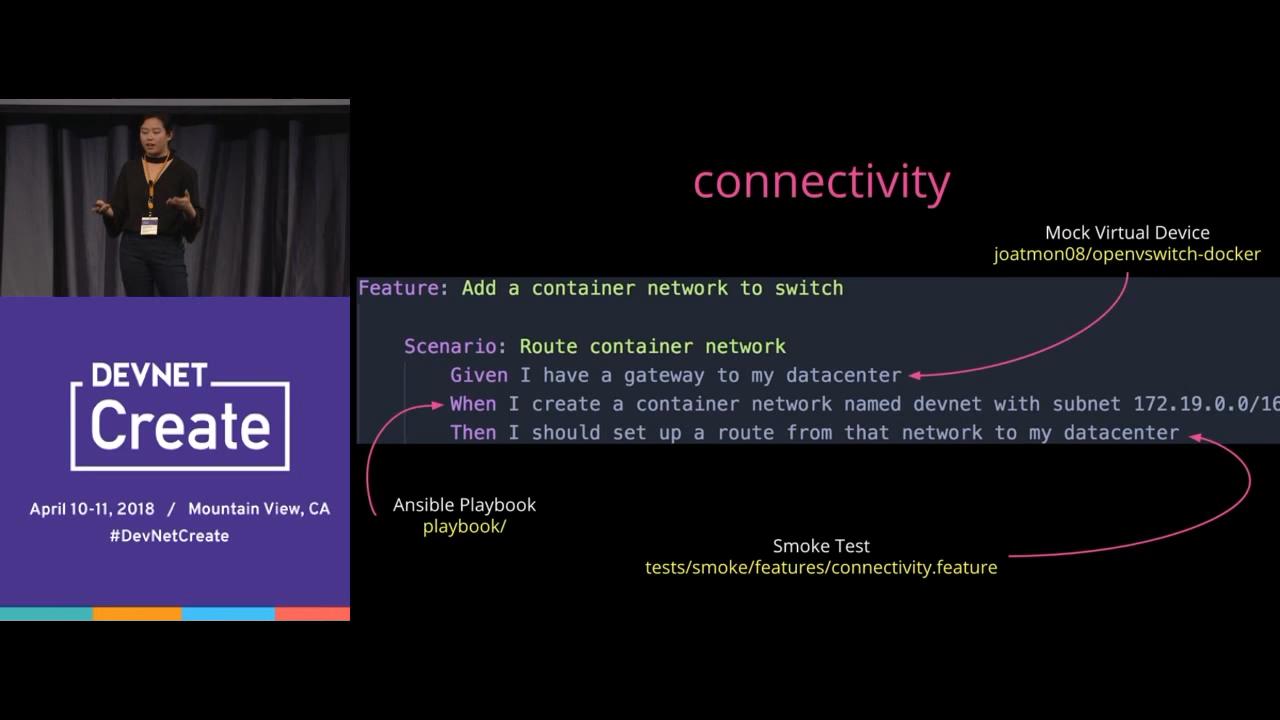 DEVNET
Create
April 10-11, 2018 / Mountain View, CA
#DevNetCreate
connectivity
Mock Virtual Device
joatmon08/openvswitch-docker
Feature: Add a container network to switch
Scenario: Route container network
Given I have a gateway to my datacenter
When I create a container network named devnet with subnet 172.19.0.0/16
Then I should set up a route from that network to my datacenter
Ansible Playbook
playbook/
Smoke Test
tests/smoke/features/connectivity.feature